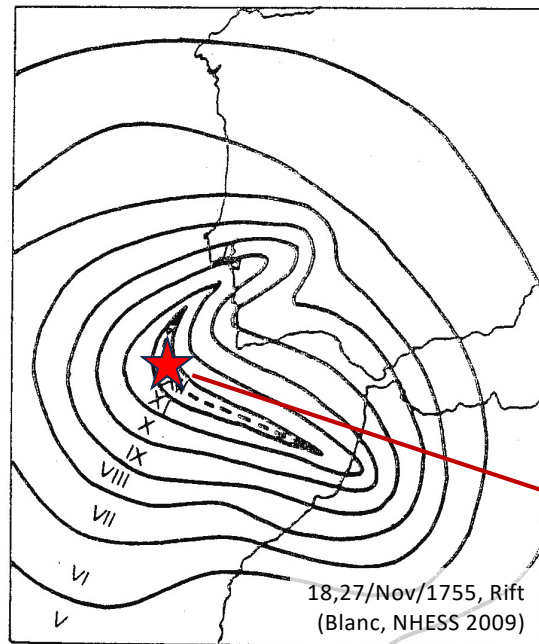 XI
X
IX
VIII
VII
VI
V
18,27/Nov/1755, Rift
(Blanc, NHESS 2009)